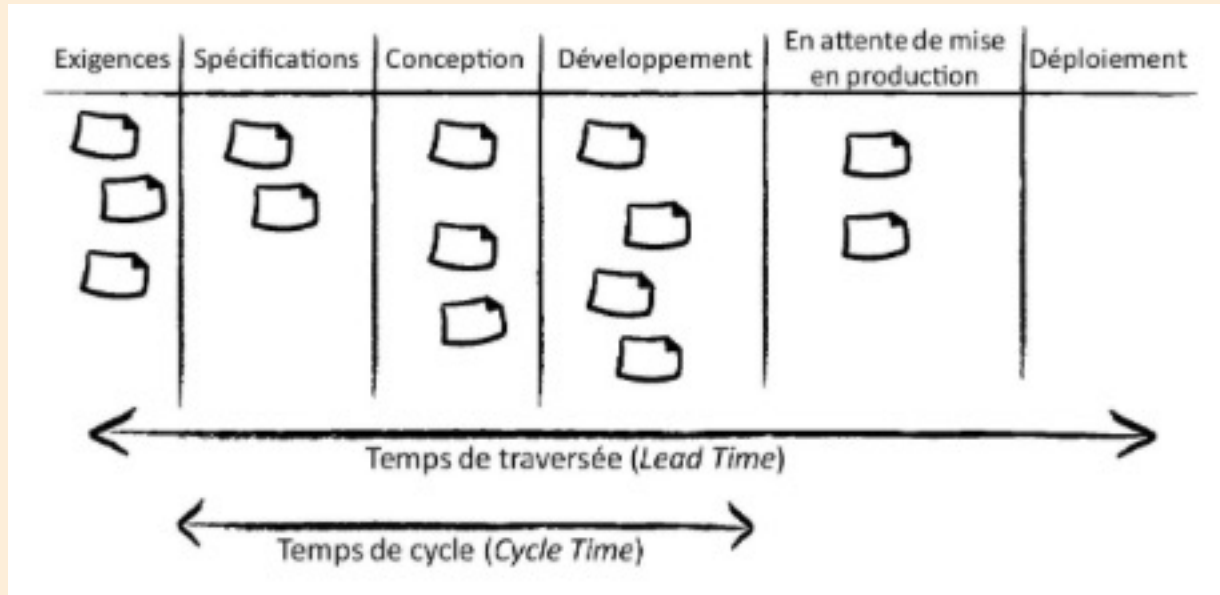 Exigences
Spécifications
Conception
Développement
En attente de mise
en production
Déploiement
Temps de traversée (Lead Time)
Temps de cycle (Cycle Time)